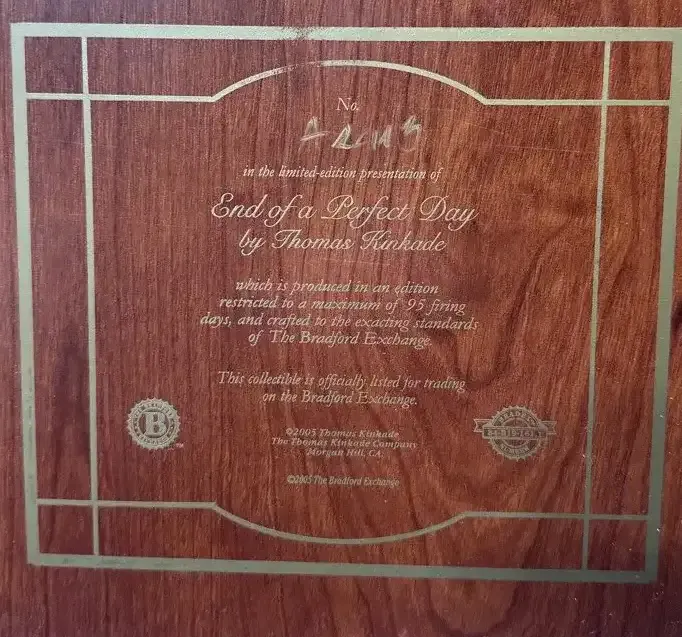 No.
in the limited-edition presentation of
End of a Perfect Day
by Thomas Kinkade
which is produced in an edition
restricted to a maximum of 95 firing
days, and crafted to the exacting standards
of The Bradford Exchange.
This collectible is officially listed for trading
on the Bradford Exchange.
B
TM
©2005 Thomas Kinkade
The Thomas Kinkade Company
Morgan Hill, CA.
©2005 The Bradford Exchange